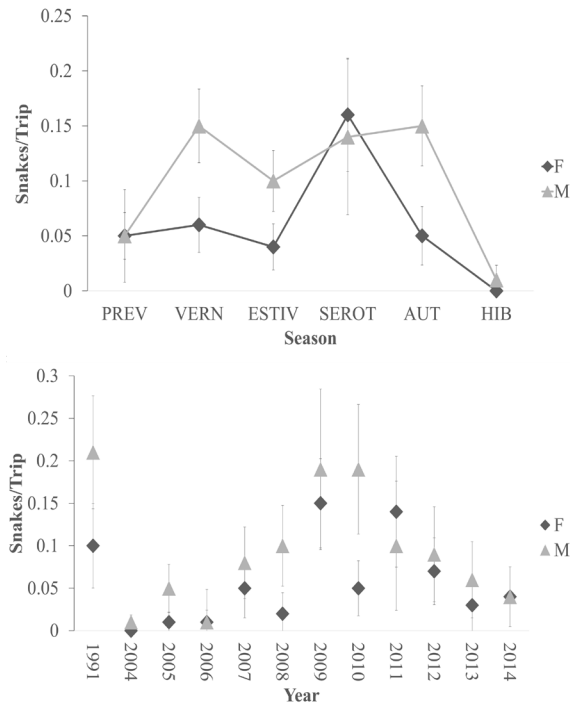 0.25
0.2
0.15
0.1
0.05
0
Snakes/Trip
PREV VERN ESTIV SEROT AUT HIB
Season
F
M
0.3
0.25
0.2
0.15
0.1
0.05
0
Snakes/Trip
1991 2004 2005 2006 2007 2008 2009 2010 2011 2012 2013 2014
Year
F
M